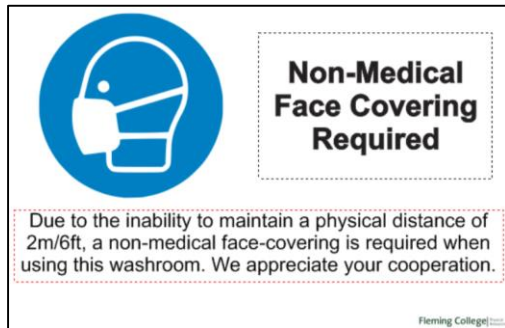 Non-Medical
Face Covering
Required
Due to the inability to maintain a physical distance of
2m/6ft, a non-medical face-covering is required when
using this washroom. We appreciate your cooperation.
Fleming College